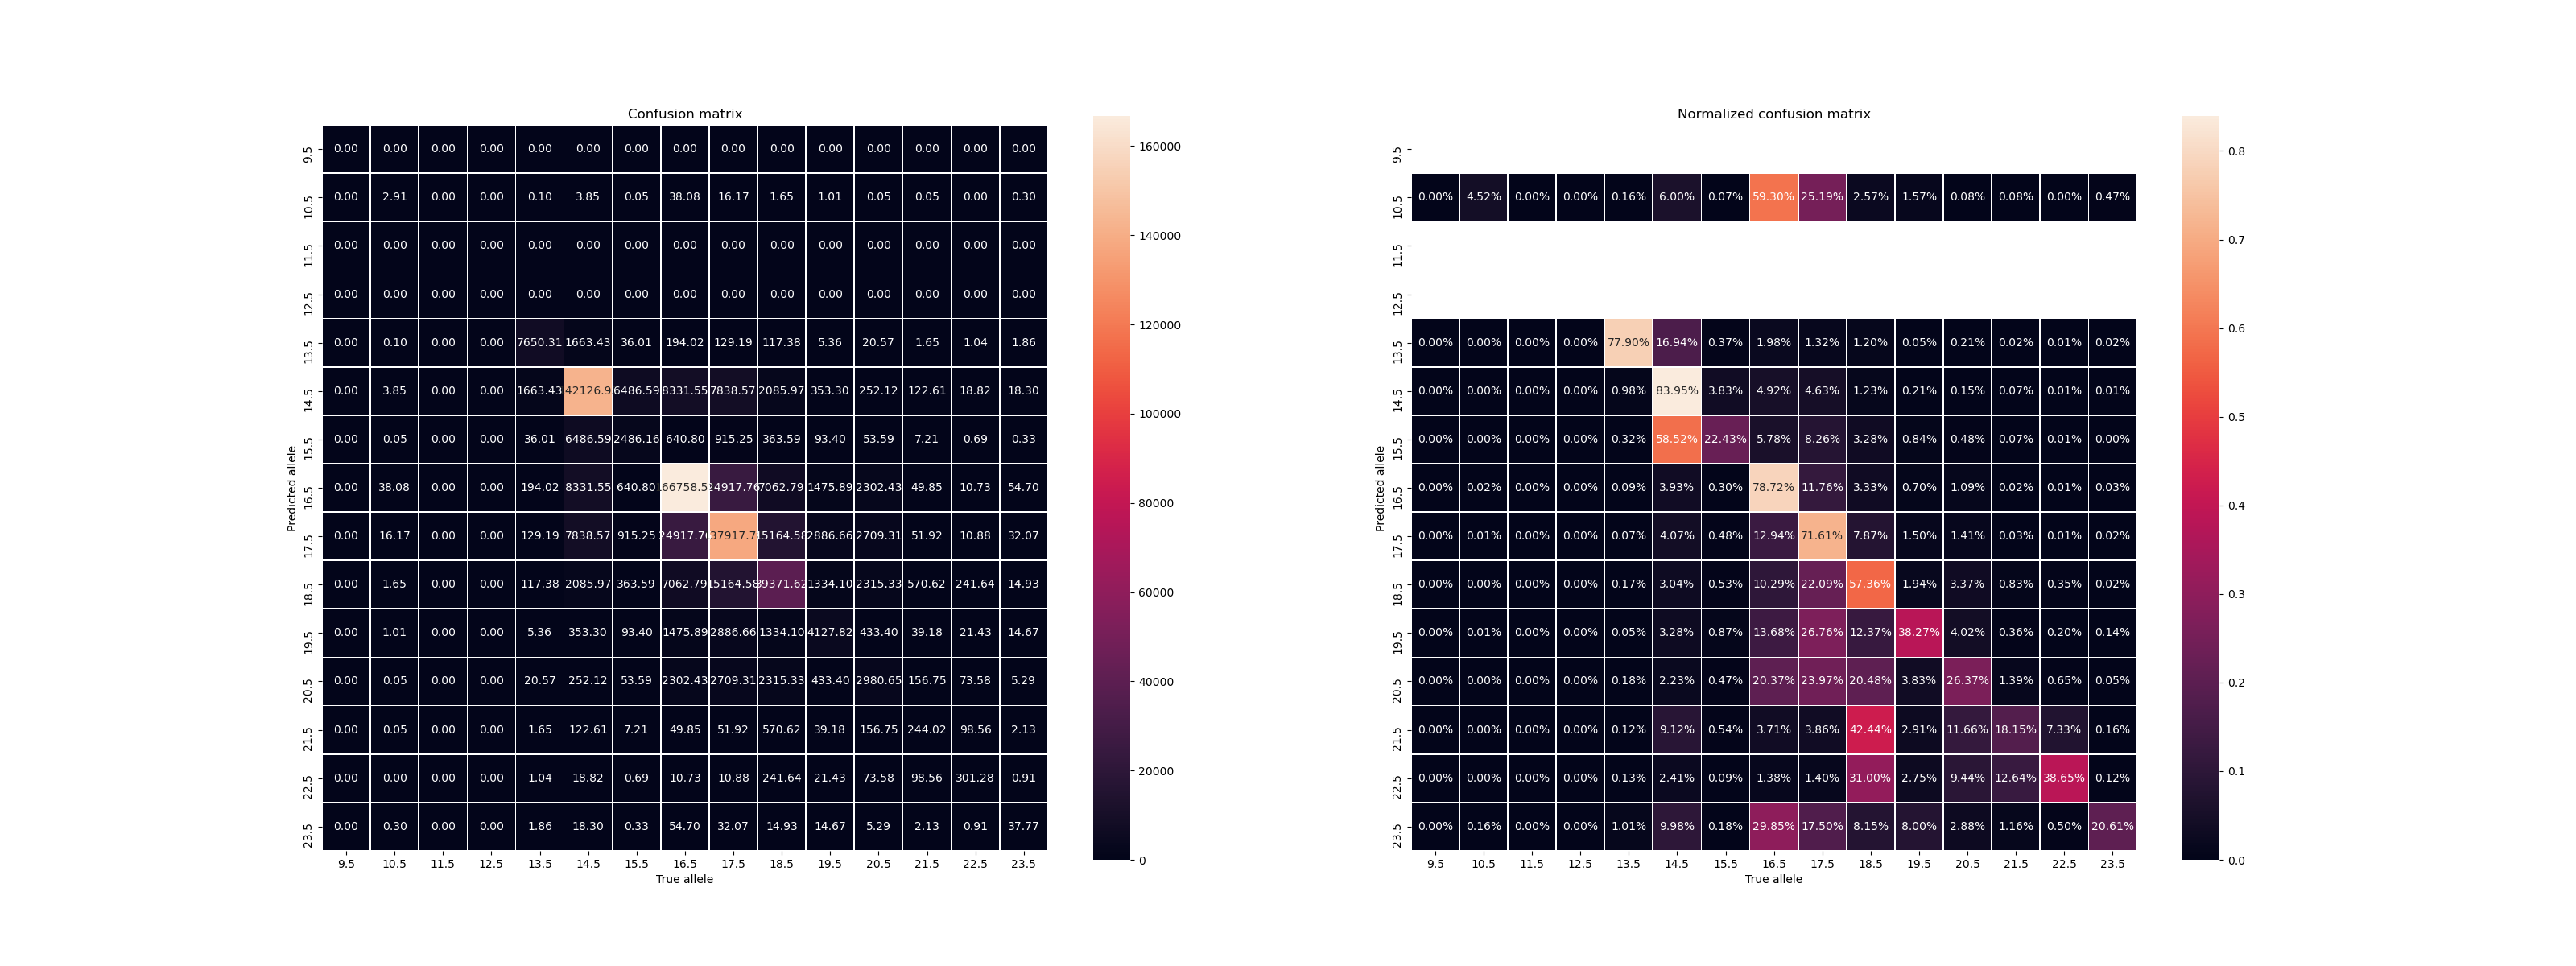 Confusion matrix
9.5 0.00 0.00 0.00 0.00 0.00 0.00 0.00 0.00 0.00 0.00 0.00 0.00 0.00 0.00 0.00
10.5 0.00 2.91 0.00 0.00 0.10 3.85 0.05 38.08 16.17 1.65 1.01 0.05 0.05 0.00 0.30
11.5 0.00 0.00 0.00 0.00 0.00 0.00 0.00 0.00 0.00 0.00 0.00 0.00 0.00 0.00 0.00
12.5 0.00 0.00 0.00 0.00 0.00 0.00 0.00 0.00 0.00 0.00 0.00 0.00 0.00 0.00 0.00
13.5 0.00 0.10 0.00 0.00 7650.31 1663.43 36.01 194.02 129.19 117.38 5.36 20.57 1.65 1.04 1.86
14.5 0.00 3.85 0.00 0.00 1663.43 6486.59 8331.55 7838.57 2085.97 353.30 252.12 122.61 18.82 18.30
15.5 0.00 0.05 0.00 0.00 36.01 6486.59 2486.16 640.80 915.25 363.59 93.40 53.59 7.21 0.69 0.33
16.5 0.00 38.08 0.00 0.00 194.02 8331.55 640.80 24917.76 7062.79 1475.89 2302.43 49.85 10.73 54.70
17.5 0.00 16.17 0.00 0.00 129.19 7838.57 915.25 24917.76 15164.58 2886.66 2709.31 51.92 10.88 32.07
18.5 0.00 1.65 0.00 0.00 117.38 2085.97 363.59 7062.79 15164.58 39371.62 1334.10 2315.33 570.62 241.64 14.93
19.5 0.00 1.01 0.00 0.00 5.36 353.30 93.40 1475.89 2886.66 1334.10 4127.82 433.40 39.18 21.43 14.67
20.5 0.00 0.05 0.00 0.00 20.57 252.12 53.59 2302.43 2709.31 2315.33 433.40 2980.65 156.75 73.58 5.29
21.5 0.00 0.05 0.00 0.00 1.65 122.61 7.21 49.85 51.92 570.62 39.18 156.75 244.02 98.56 2.13
22.5 0.00 0.00 0.00 0.00 1.04 18.82 0.69 10.73 10.88 241.64 21.43 73.58 98.56 301.28 0.91
23.5 0.00 0.30 0.00 0.00 1.86 18.30 0.33 54.70 32.07 14.93 14.67 5.29 2.13 0.91 37.77
9.5 10.5 11.5 12.5 13.5 14.5 15.5 16.5 17.5 18.5 19.5 20.5 21.5 22.5 23.5
True allele
Predicted allele
160000
140000
120000
100000
80000
60000
40000
20000
0
Normalized confusion matrix
9.5
10.5 0.00% 4.52% 0.00% 0.00% 0.16% 6.00% 0.07% 59.30% 25.19% 2.57% 1.57% 0.08% 0.08% 0.00% 0.47%
11.5
12.5
13.5 0.00% 0.00% 0.00% 0.00% 77.90% 16.94% 0.37% 1.98% 1.32% 1.20% 0.05% 0.21% 0.02% 0.01% 0.02%
14.5 0.00% 0.00% 0.00% 0.00% 0.98% 83.95% 3.83% 4.92% 4.63% 1.23% 0.21% 0.15% 0.07% 0.01% 0.01%
15.5 0.00% 0.00% 0.00% 0.00% 0.32% 58.52% 22.43% 5.78% 8.26% 3.28% 0.84% 0.48% 0.07% 0.01% 0.00%
16.5 0.00% 0.02% 0.00% 0.00% 0.09% 3.93% 0.30% 78.72% 11.76% 3.33% 0.70% 1.09% 0.02% 0.01% 0.03%
17.5 0.00% 0.01% 0.00% 0.00% 0.07% 4.07% 0.48% 12.94% 71.61% 7.87% 1.50% 1.41% 0.03% 0.01% 0.02%
18.5 0.00% 0.00% 0.00% 0.00% 0.17% 3.04% 0.53% 10.29% 22.09% 57.36% 1.94% 3.37% 0.83% 0.35% 0.02%
19.5 0.00% 0.01% 0.00% 0.00% 0.05% 3.28% 0.87% 13.68% 26.76% 12.37% 38.27% 4.02% 0.36% 0.20% 0.14%
20.5 0.00% 0.00% 0.00% 0.00% 0.18% 2.23% 0.47% 20.37% 23.97% 20.48% 3.83% 26.37% 1.39% 0.65% 0.05%
21.5 0.00% 0.00% 0.00% 0.00% 0.12% 9.12% 0.54% 3.71% 3.86% 42.44% 2.91% 11.66% 18.15% 7.33% 0.16%
22.5 0.00% 0.00% 0.00% 0.00% 0.13% 2.41% 0.09% 1.38% 1.40% 31.00% 2.75% 9.44% 12.64% 38.65% 0.12%
23.5 0.00% 0.16% 0.00% 0.00% 1.01% 9.98% 0.18% 29.85% 17.50% 8.15% 8.00% 2.88% 1.16% 0.50% 20.61%
9.5 10.5 11.5 12.5 13.5 14.5 15.5 16.5 17.5 18.5 19.5 20.5 21.5 22.5 23.5
True allele
Predicted allele
0.8
0.7
0.6
0.5
0.4
0.3
0.2
0.1
0.0